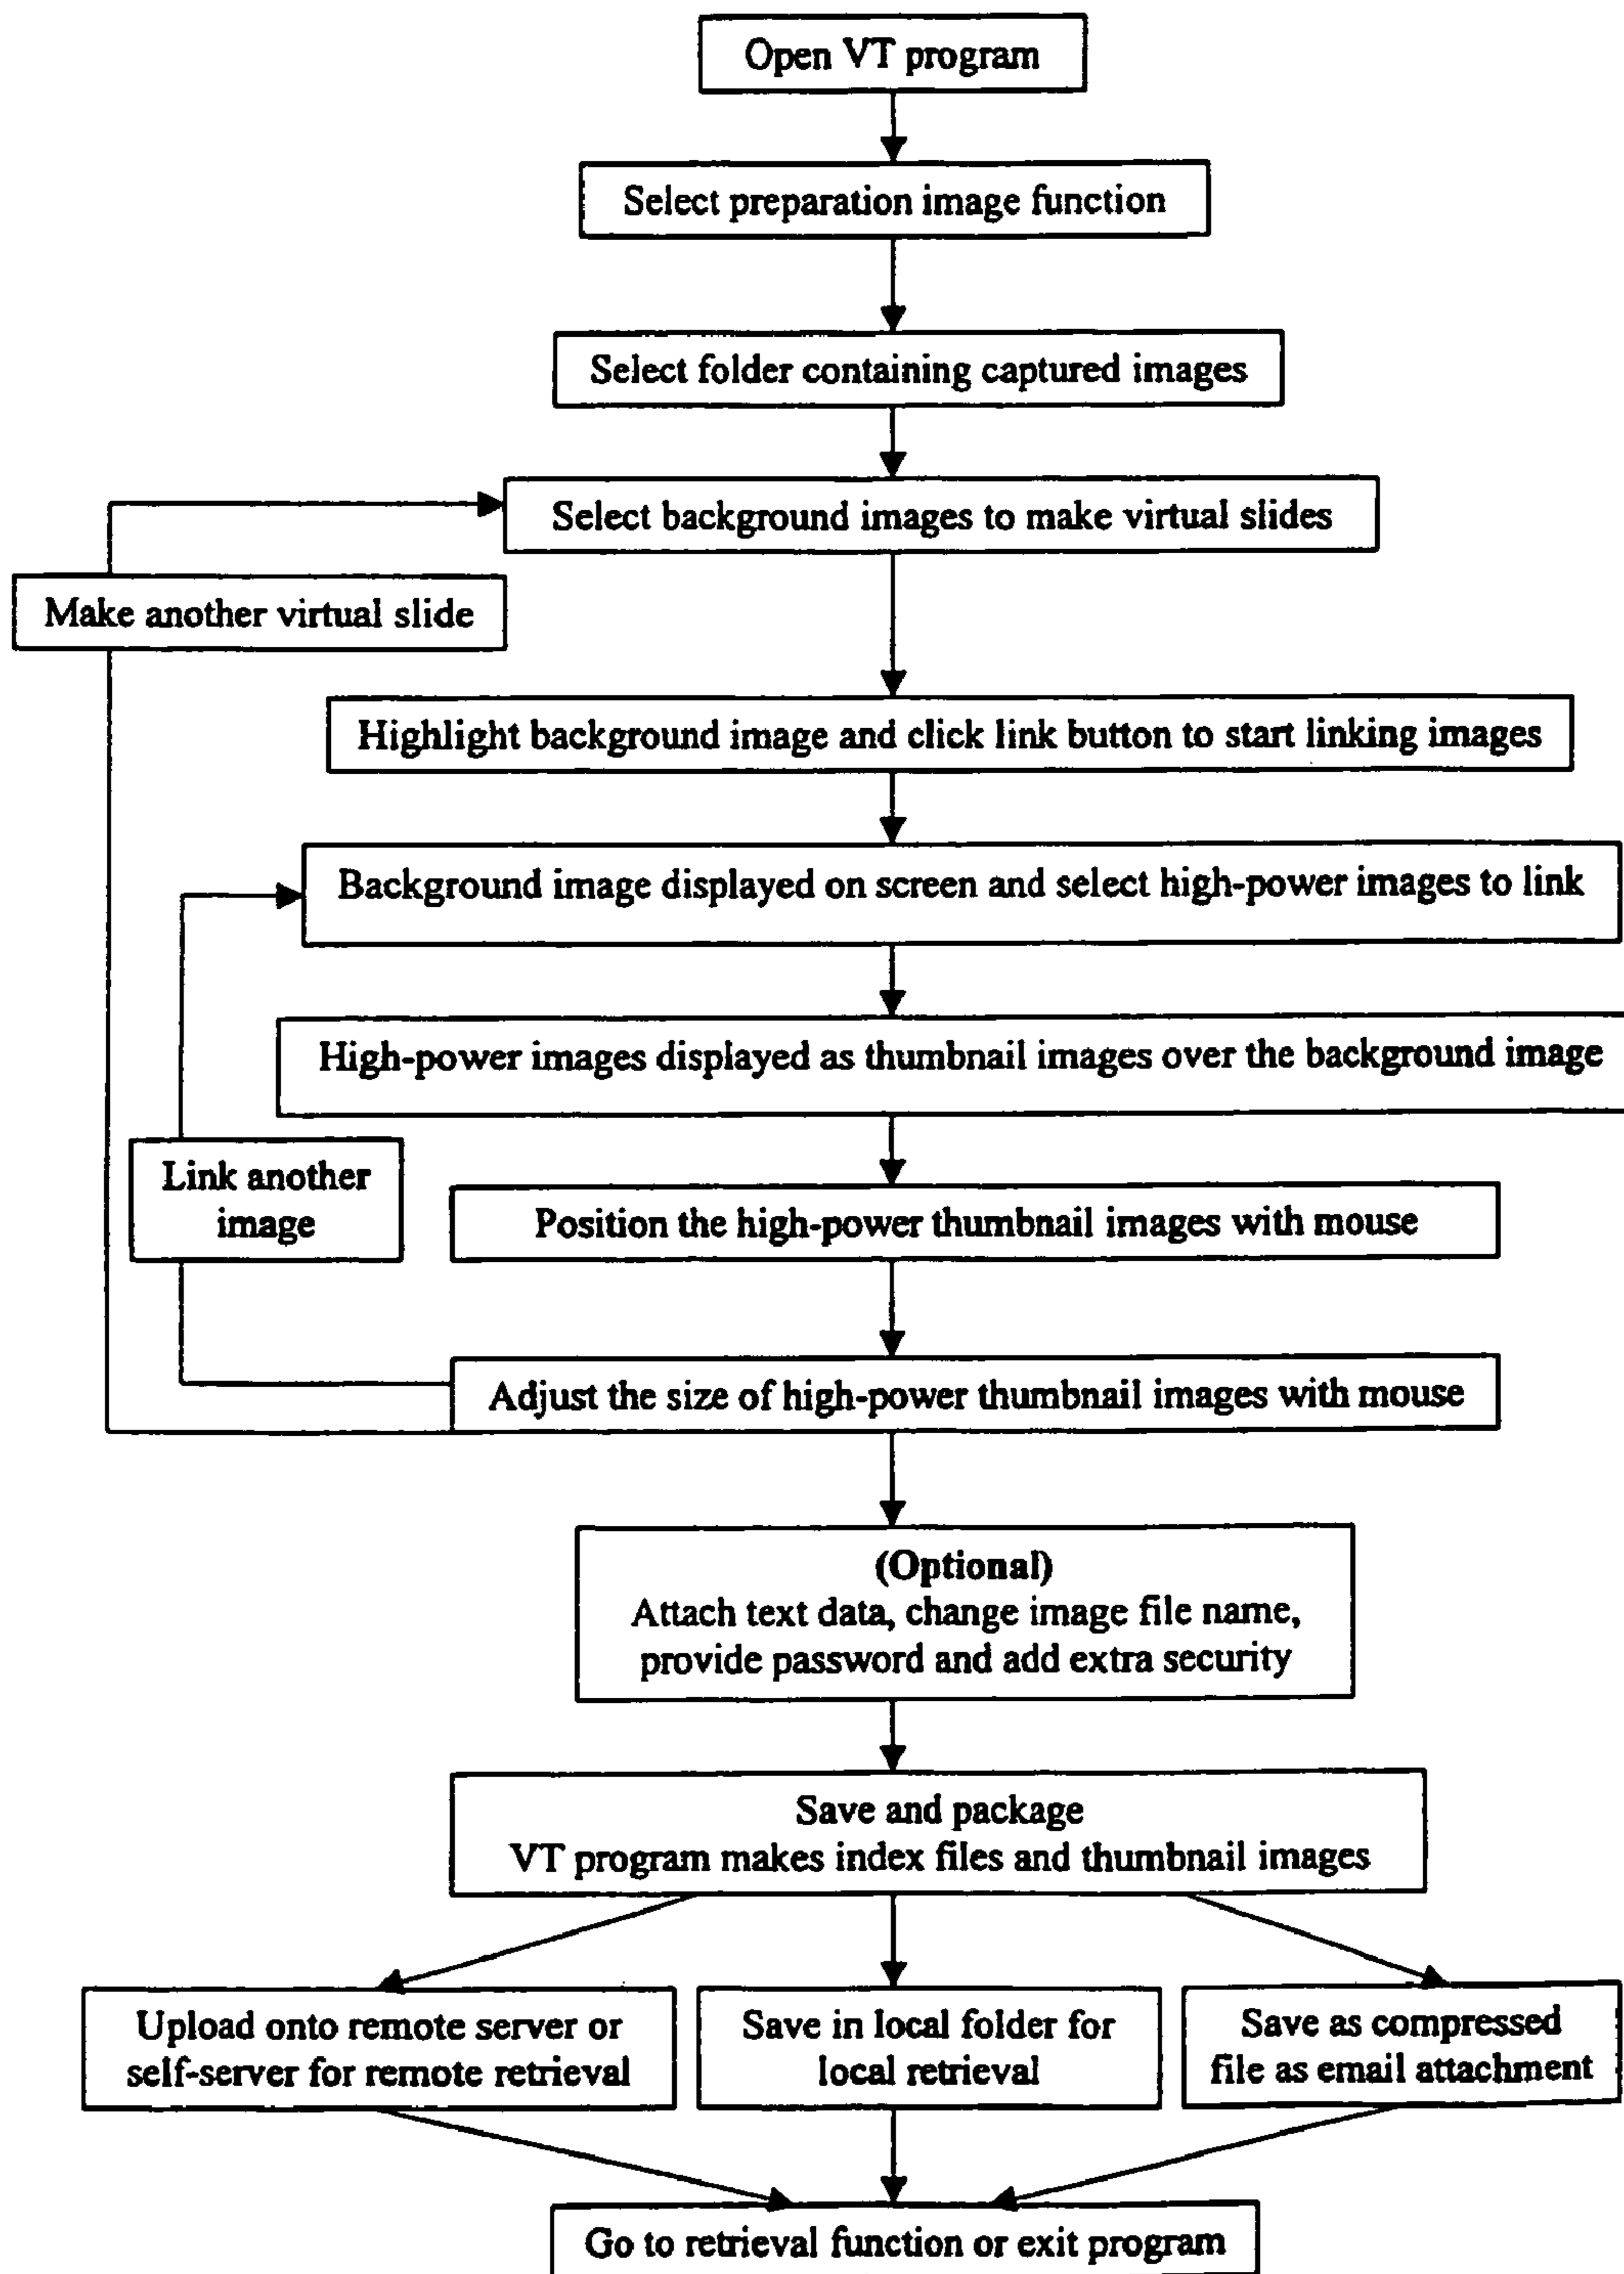 Open VT program
Select preparation image function
Select folder containing captured images
Select background images to make virtual slides
Make another virtual slide
Highlight background image and click link button to start linking images
Background image displayed on screen and select high-power images to link
High-power images displayed as thumbnail images over the background image
Link another
image
Position the high-power thumbnail images with mouse
Adjust the size of high-power thumbnail images with mouse
(Optional)
Attach text data, change image file name,
provide password and add extra security
Save and package
VT program makes index files and thumbnail images
Upload onto remote server or
self-server for remote retrieval
Save in local folder for
local retrieval
Save as compressed
file as email attachment
Go to retrieval function or exit program